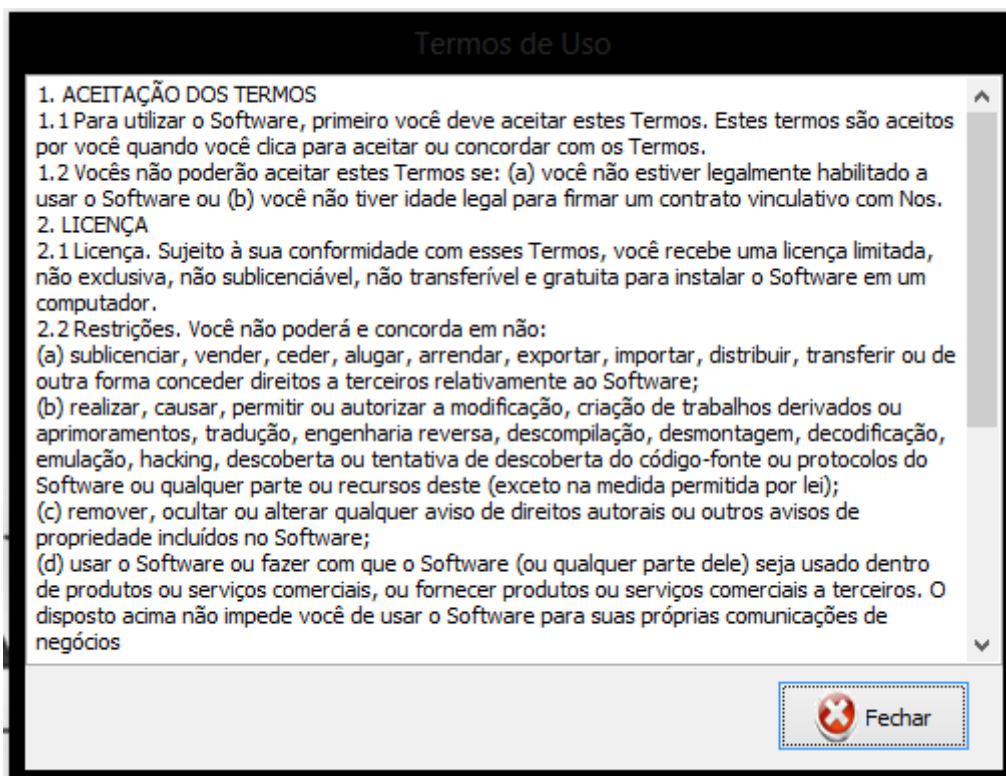 Termos de Uso
1. ACEITAÇÃO DOS TERMOS
1.1 Para utilizar o Software, primeiro você deve aceitar estes Termos. Estes termos são aceitos
por você quando você clica para aceitar ou concordar com os Termos.
1.2 Vocês não poderão aceitar estes Termos se: (a) você não estiver legalmente habilitado a
usar o Software ou (b) você não tiver idade legal para firmar um contrato vinculativo com Nos.
2. LICENÇA
2.1 Licença. Sujeito à sua conformidade com esses Termos, você recebe uma licença limitada,
não exclusiva, não sublicenciável, não transferível e gratuita para instalar o Software em um
computador.
2.2 Restrições. Você não poderá e concorda em não:
(a) sublicenciar, vender, ceder, alugar, arrendar, exportar, importar, distribuir, transferir ou de
outra forma conceder direitos a terceiros relativamente ao Software;
(b) realizar, causar, permitir ou autorizar a modificação, criação de trabalhos derivados ou
aprimoramentos, tradução, engenharia reversa, descompilação, desmontagem, decodificação,
emulação, hacking, descoberta ou tentativa de descoberta do código-fonte ou protocolos do
Software ou qualquer parte ou recursos deste (exceto na medida permitida por lei);
(c) remover, ocultar ou alterar qualquer aviso de direitos autorais ou outros avisos de
propriedade incluídos no Software;
(d) usar o Software ou fazer com que o Software (ou qualquer parte dele) seja usado dentro
de produtos ou serviços comerciais, ou fornecer produtos ou serviços comerciais a terceiros. O
disposto acima não impede você de usar o Software para suas próprias comunicações de
negócios
Fechar